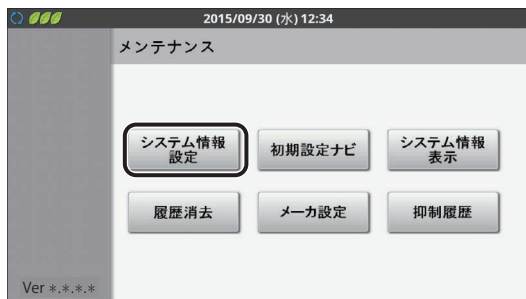 2015/09/30 (水) 12:34
メンテナンス
システム情報
設定
初期設定ナビ
システム情報
表示
履歴消去
メーカ設定
抑制履歴
Ver *.*.*.*